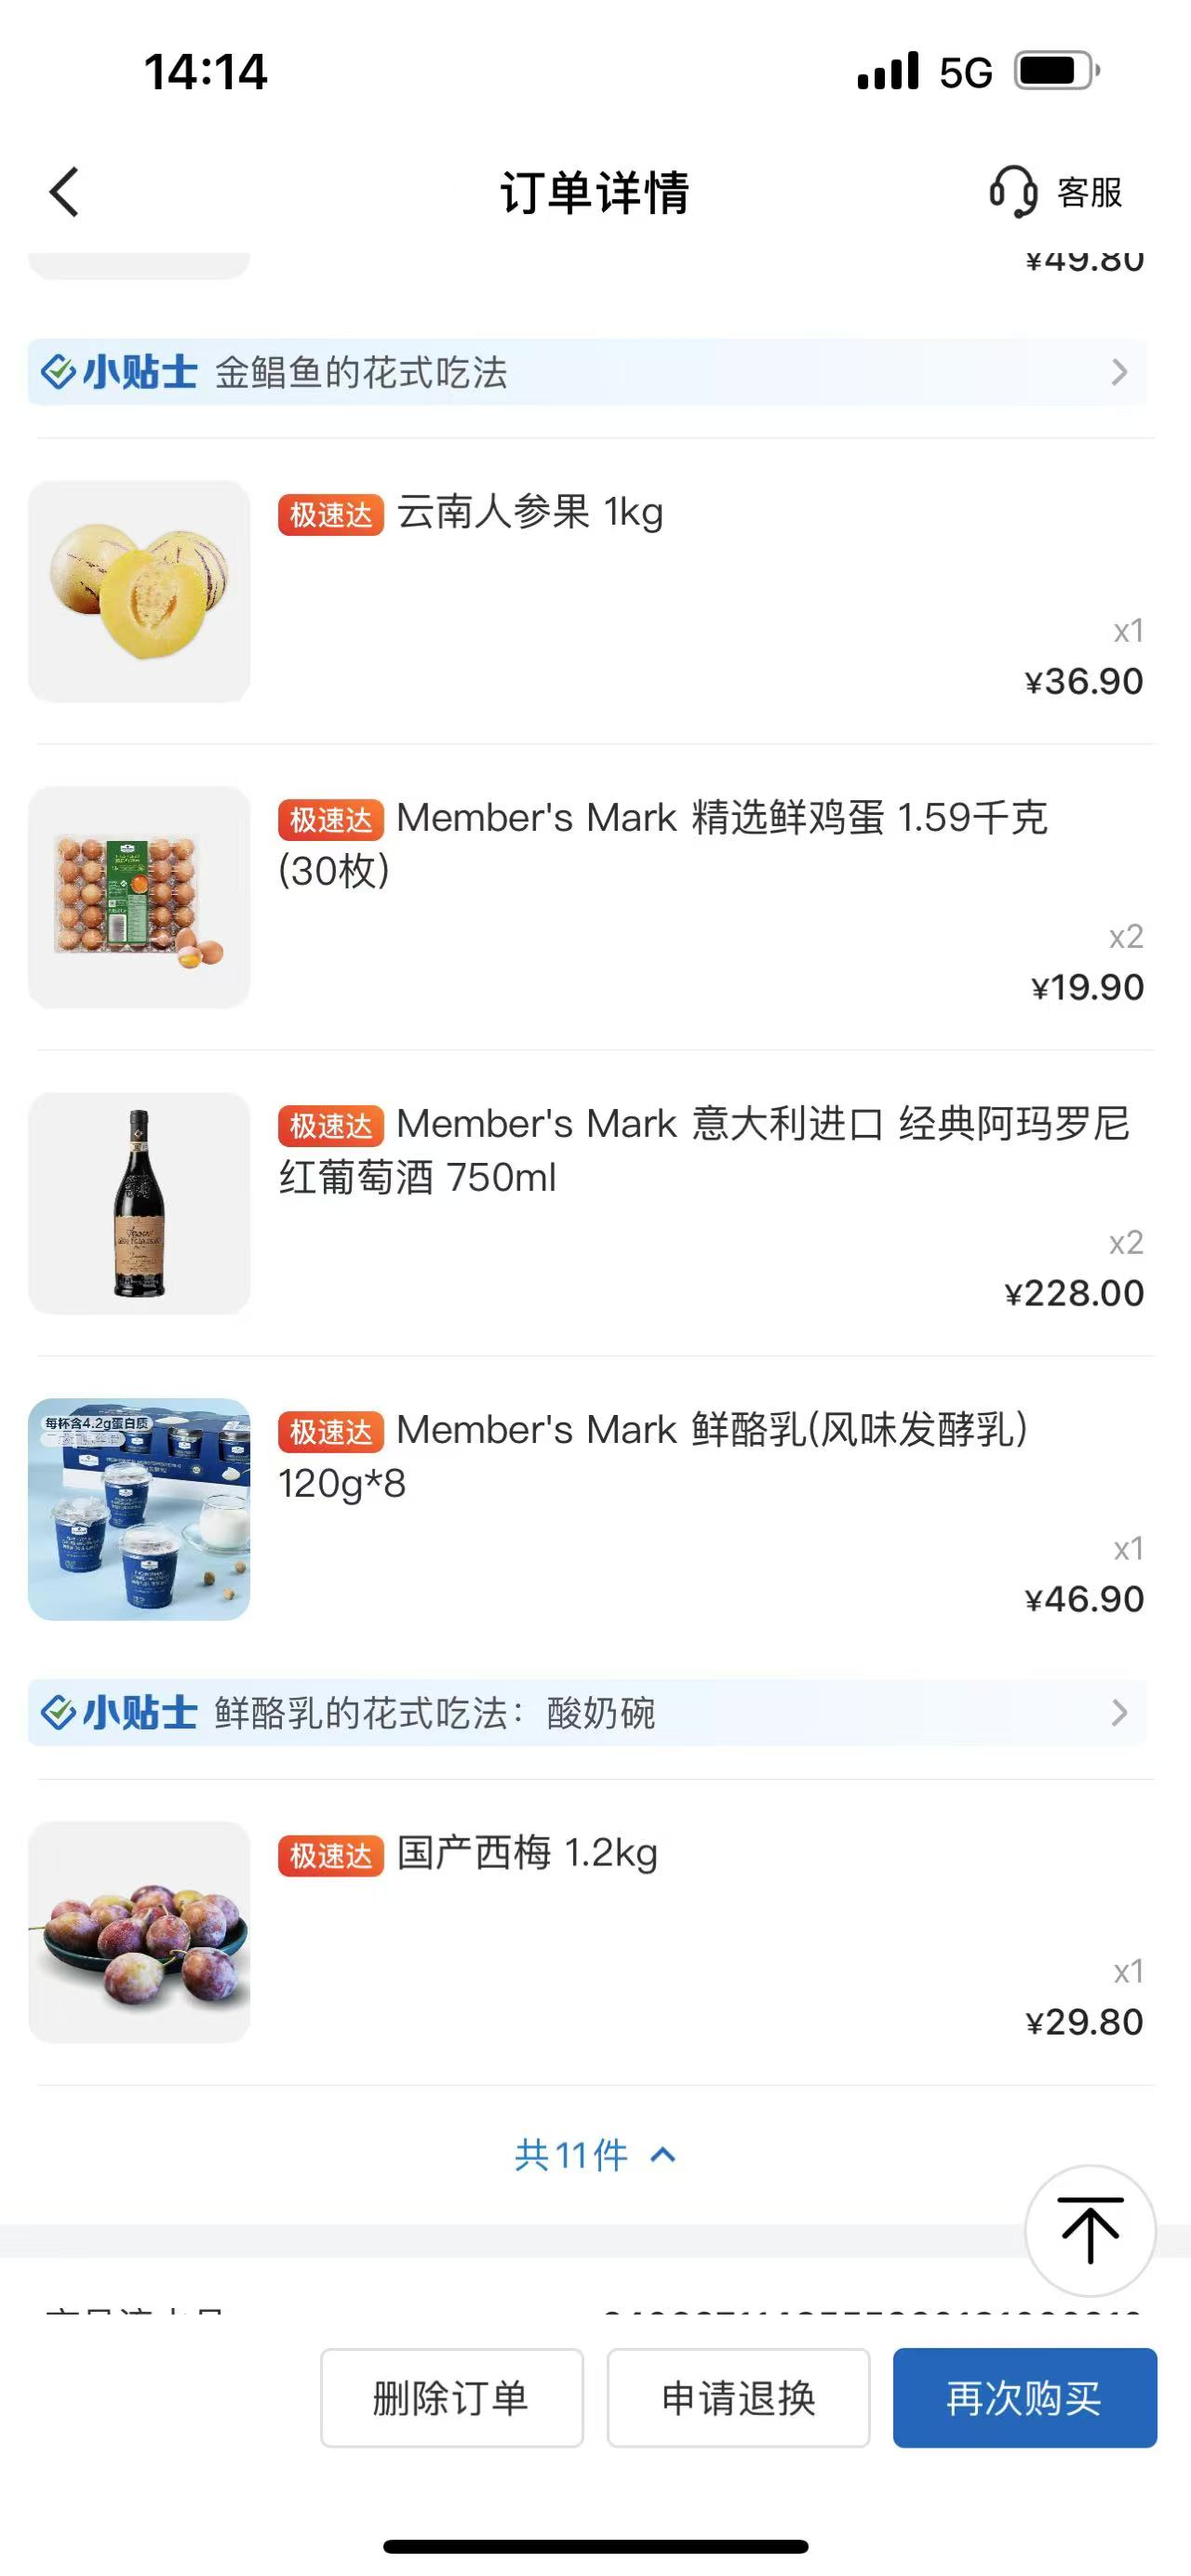 14:14
5G
订单详情
客服
¥49.80
小贴士 金鲳鱼的花式吃法
极速达 云南人参果 1kg
x1
¥36.90
极速达 Member's Mark 精选鲜鸡蛋 1.59千克
(30枚)
x2
¥19.90
极速达 Member's Mark 意大利进口 经典阿玛罗尼
红葡萄酒 750ml
x2
¥228.00
每杯含4.2g蛋白质
极速达 Member's Mark 鲜酪乳(风味发酵乳)
120g*8
x1
¥46.90
小贴士 鲜酪乳的花式吃法：酸奶碗
极速达 国产西梅 1.2kg
x1
¥29.80
共11件
删除订单
申请退换
再次购买